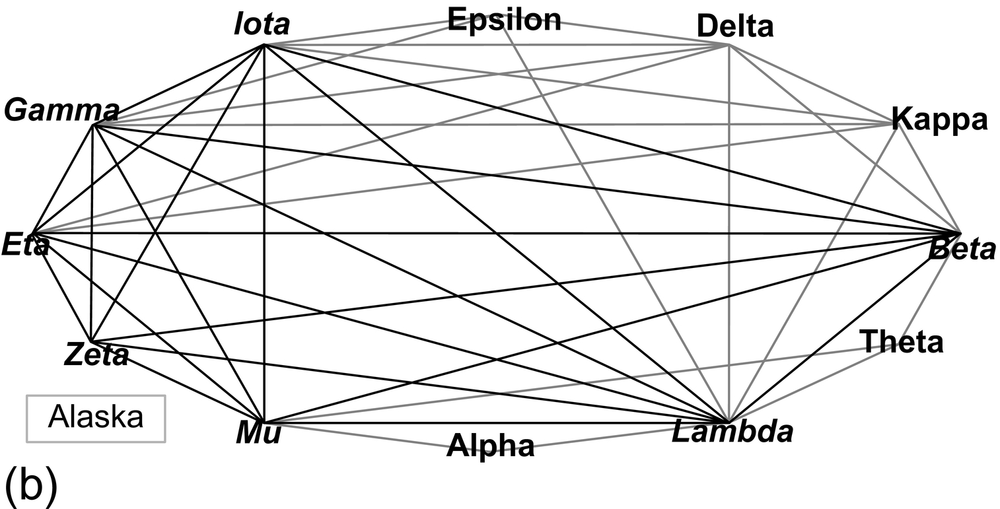 Iota
Epsilon
Delta
Gamma
Kappa
Eta
Beta
Zeta
Theta
Alaska
Mu
Alpha
Lambda
(b)